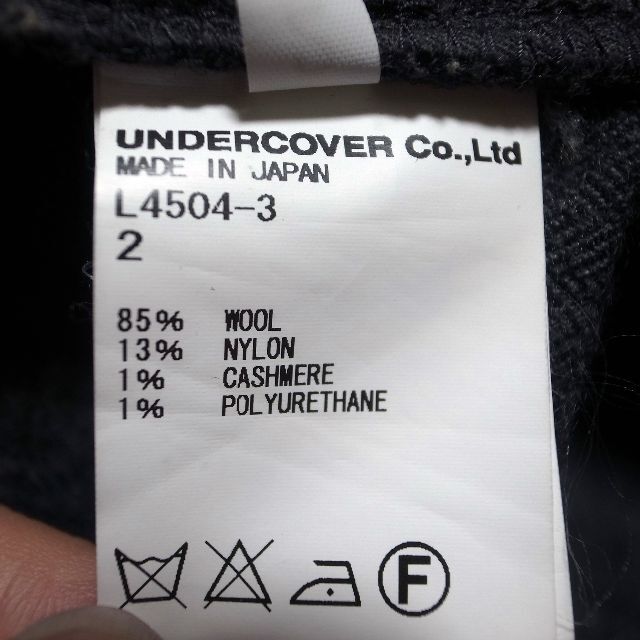 UNDERCOVER Co.,Ltd
MADE IN JAPAN
L4504-3
2
85% WOOL
13% NYLON
1% CASHMERE
1% POLYURETHANE
F